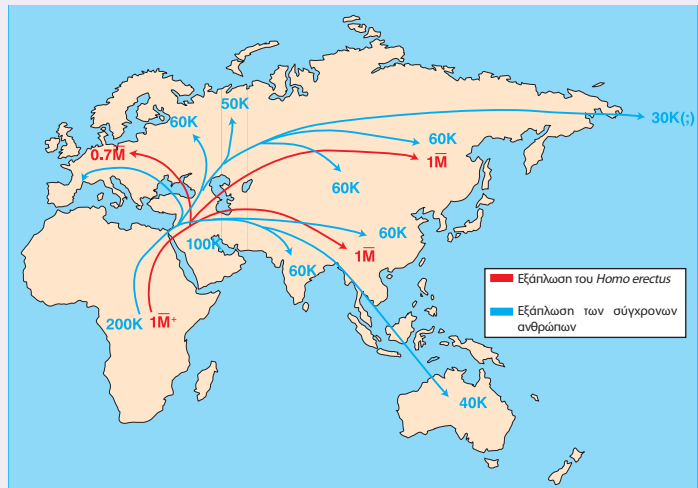 50K
60K
30K(;)
60K
0.7M̅
1M̅
60K
60K
100K
1M̅
60K
200K
1M̅⁺
40K
Εξάπλωση του Homo erectus
Εξάπλωση των σύγχρονων
ανθρώπων